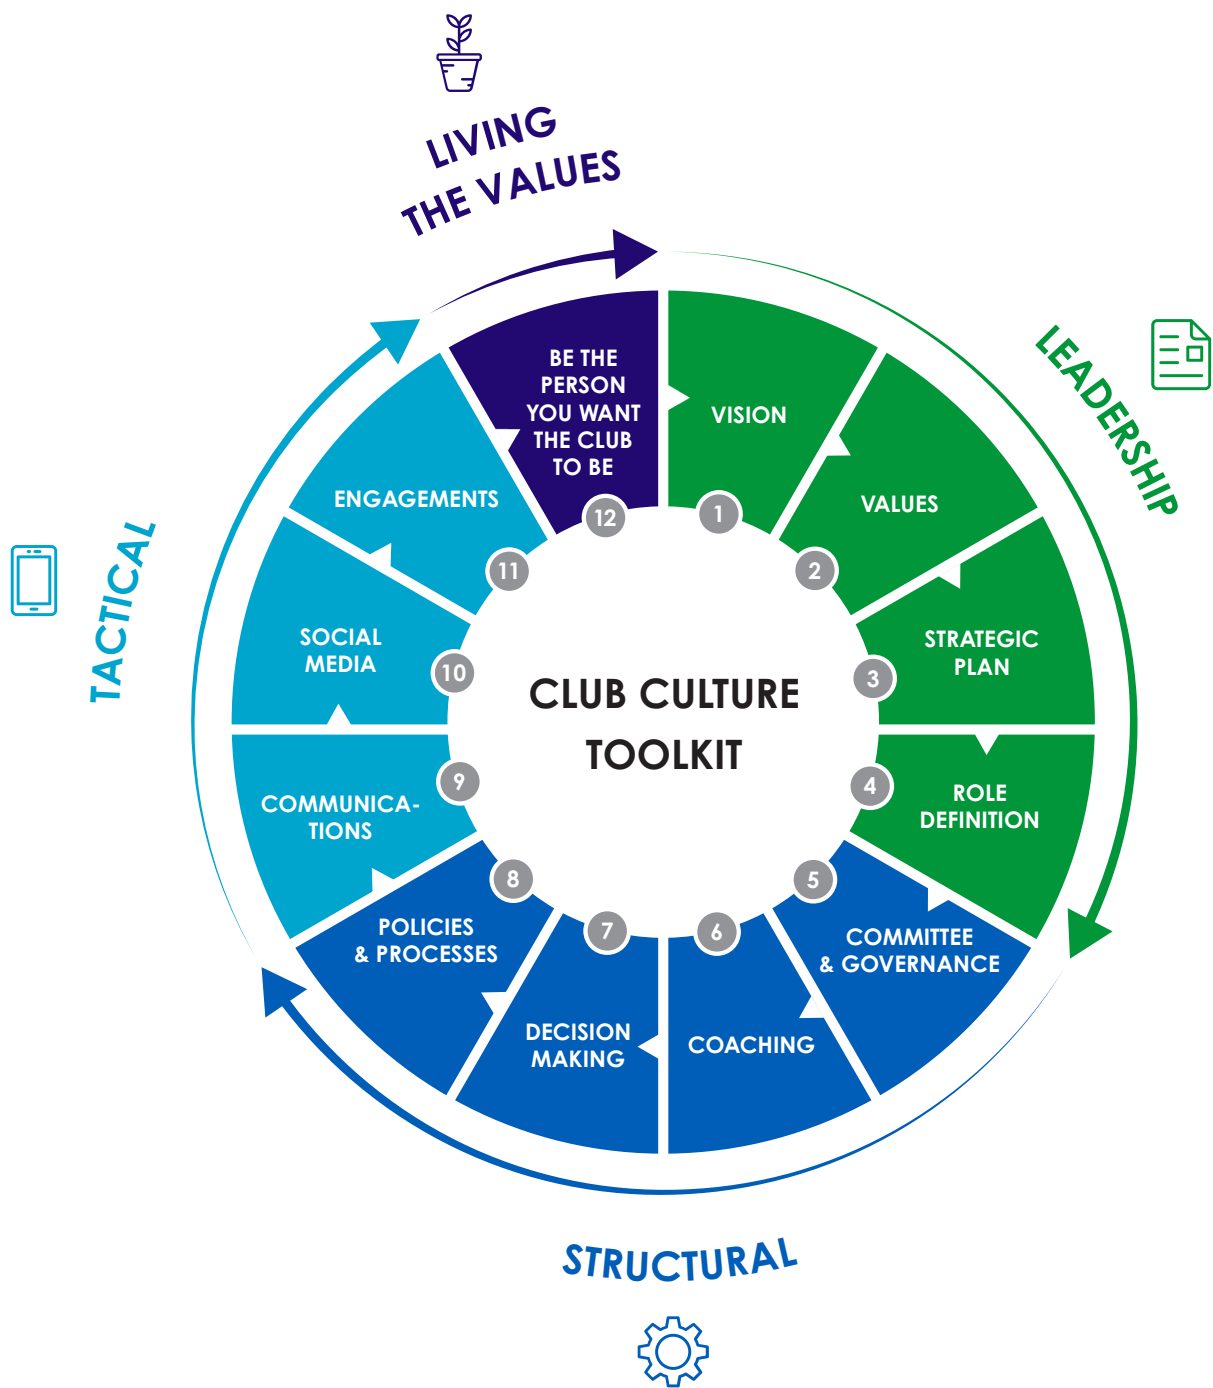 LIVING
THE VALUES
LEADERSHIP
BE THE
PERSON
YOU WANT
THE CLUB
TO BE
12
VISION
1
VALUES
2
STRATEGIC
PLAN
3
ROLE
DEFINITION
4
COMMITTEE
& GOVERNANCE
5
COACHING
6
DECISION
MAKING
7
POLICIES
& PROCESSES
8
COMMUNICA-
TIONS
9
SOCIAL
MEDIA
10
ENGAGEMENTS
11
CLUB CULTURE
TOOLKIT
TACTICAL
STRUCTURAL